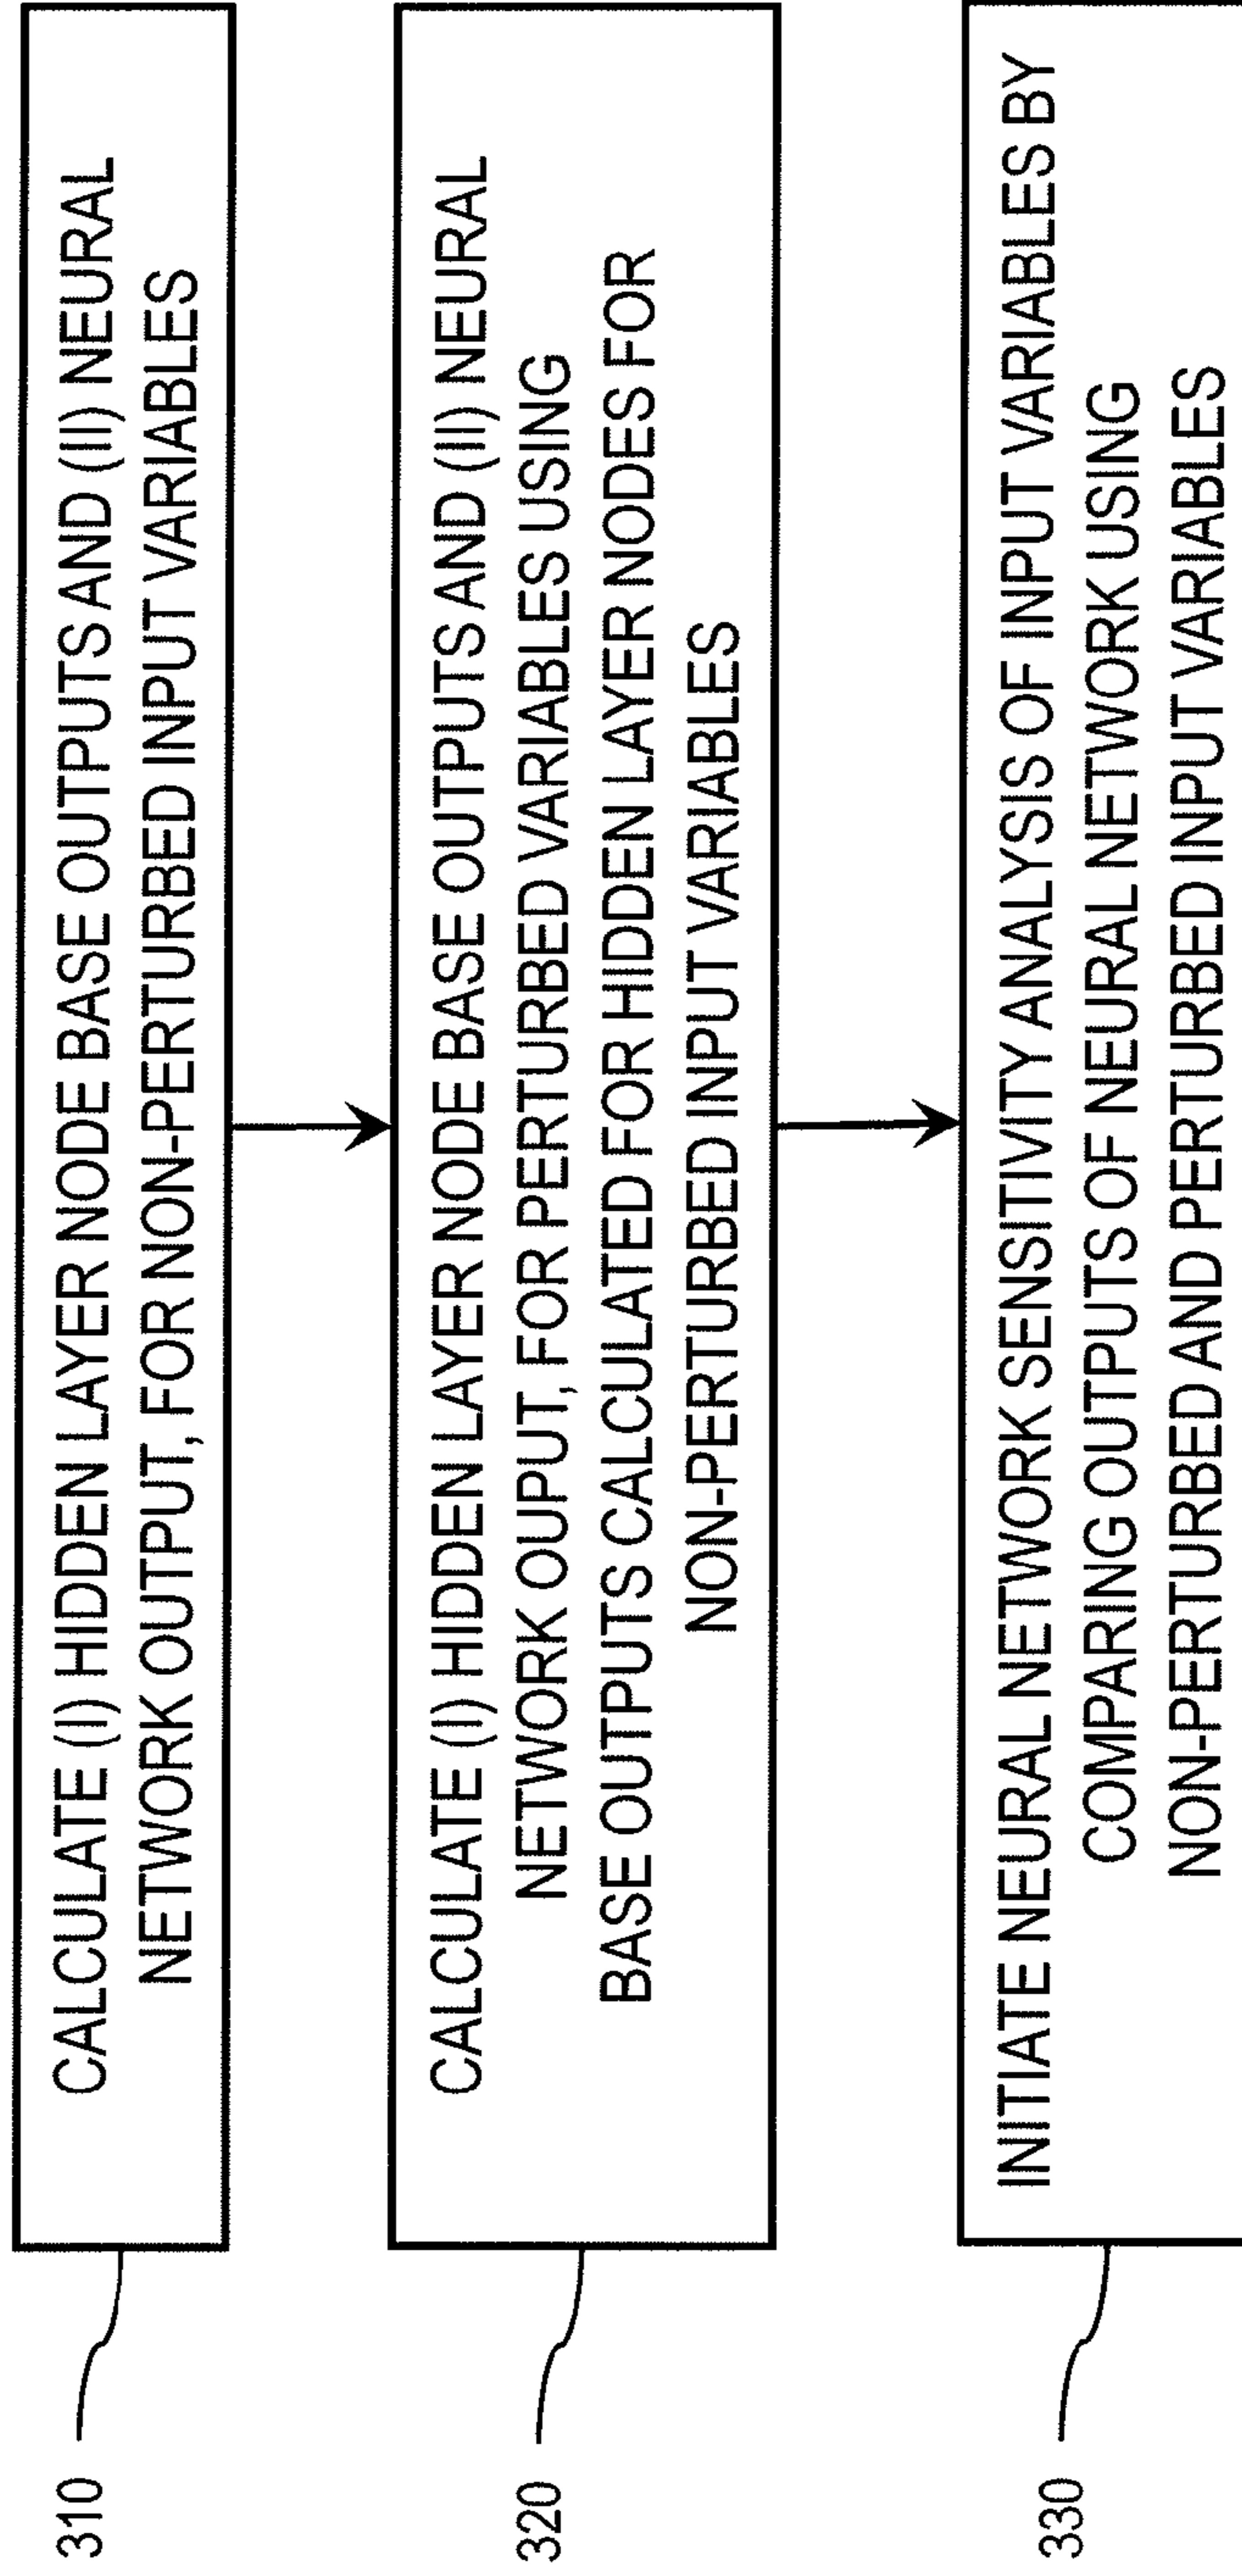 310
CALCULATE (I) HIDDEN LAYER NODE BASE OUTPUTS AND (II) NEURAL
NETWORK OUTPUT, FOR NON-PERTURBED INPUT VARIABLES
320
CALCULATE (I) HIDDEN LAYER NODE BASE OUTPUTS AND (II) NEURAL
NETWORK OUPUT, FOR PERTURBED VARIABLES USING
BASE OUTPUTS CALCULATED FOR HIDDEN LAYER NODES FOR
NON-PERTURBED INPUT VARIABLES
330
INITIATE NEURAL NETWORK SENSITIVITY ANALYSIS OF INPUT VARIABLES BY
COMPARING OUTPUTS OF NEURAL NETWORK USING
NON-PERTURBED AND PERTURBED INPUT VARIABLES